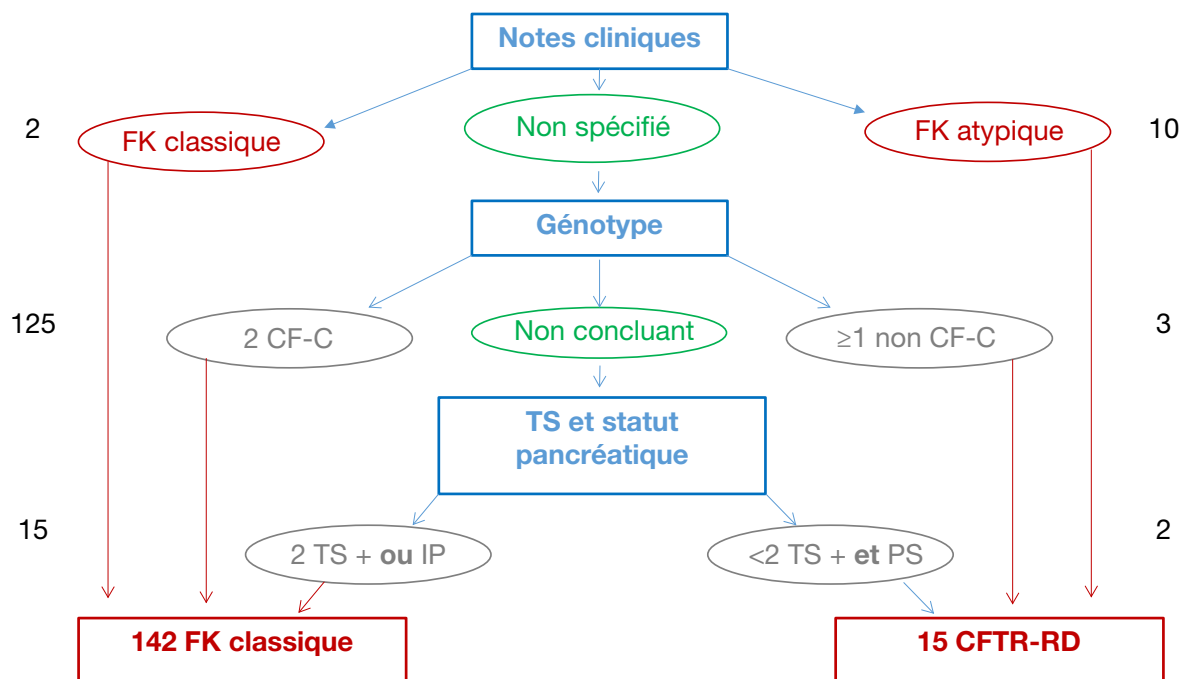 Notes cliniques
2
FK classique
Non spécifié
FK atypique
10
Génotype
125
2 CF-C
Non concluant
≥1 non CF-C
3
TS et statut
pancréatique
15
2 TS + ou IP
<2 TS + et PS
2
142 FK classique
15 CFTR-RD